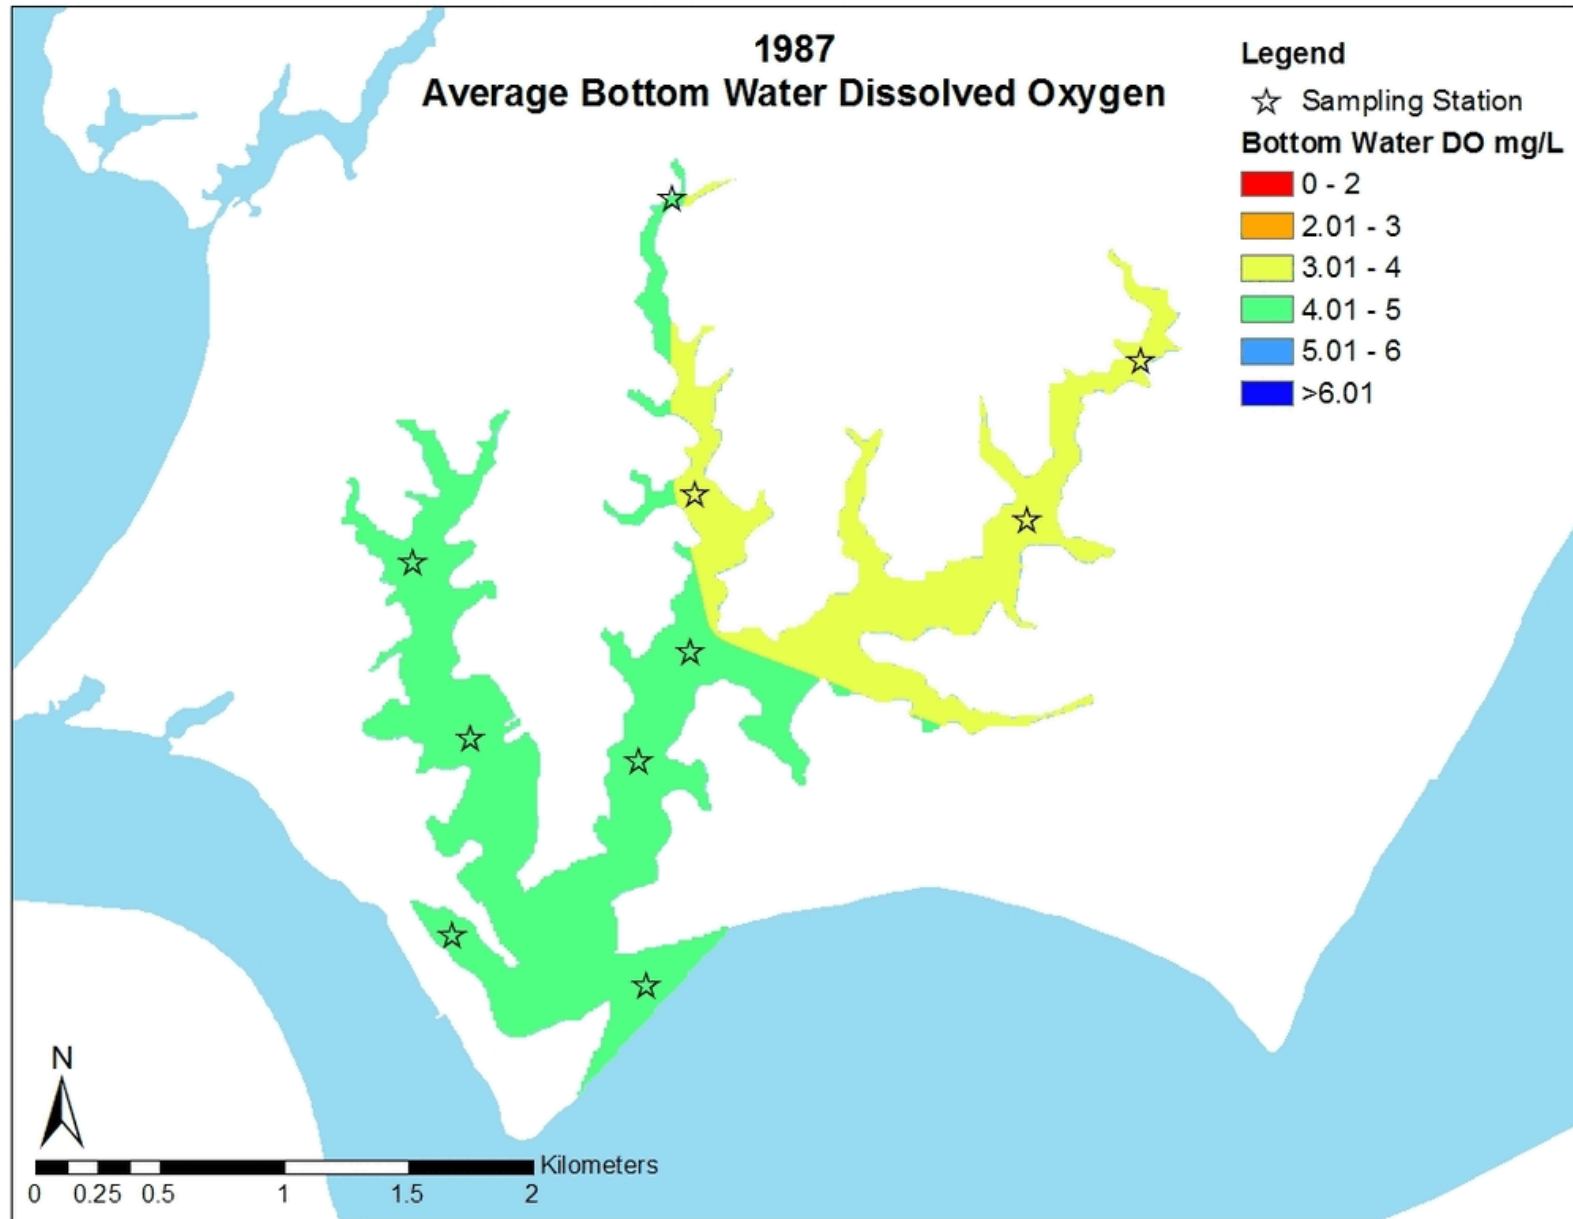 1987
Average Bottom Water Dissolved Oxygen
Legend
Sampling Station
Bottom Water DO mg/L
0 - 2
2.01 - 3
3.01 - 4
4.01 - 5
5.01 - 6
>6.01
N
Kilometers
0 0.25 0.5 1 1.5 2